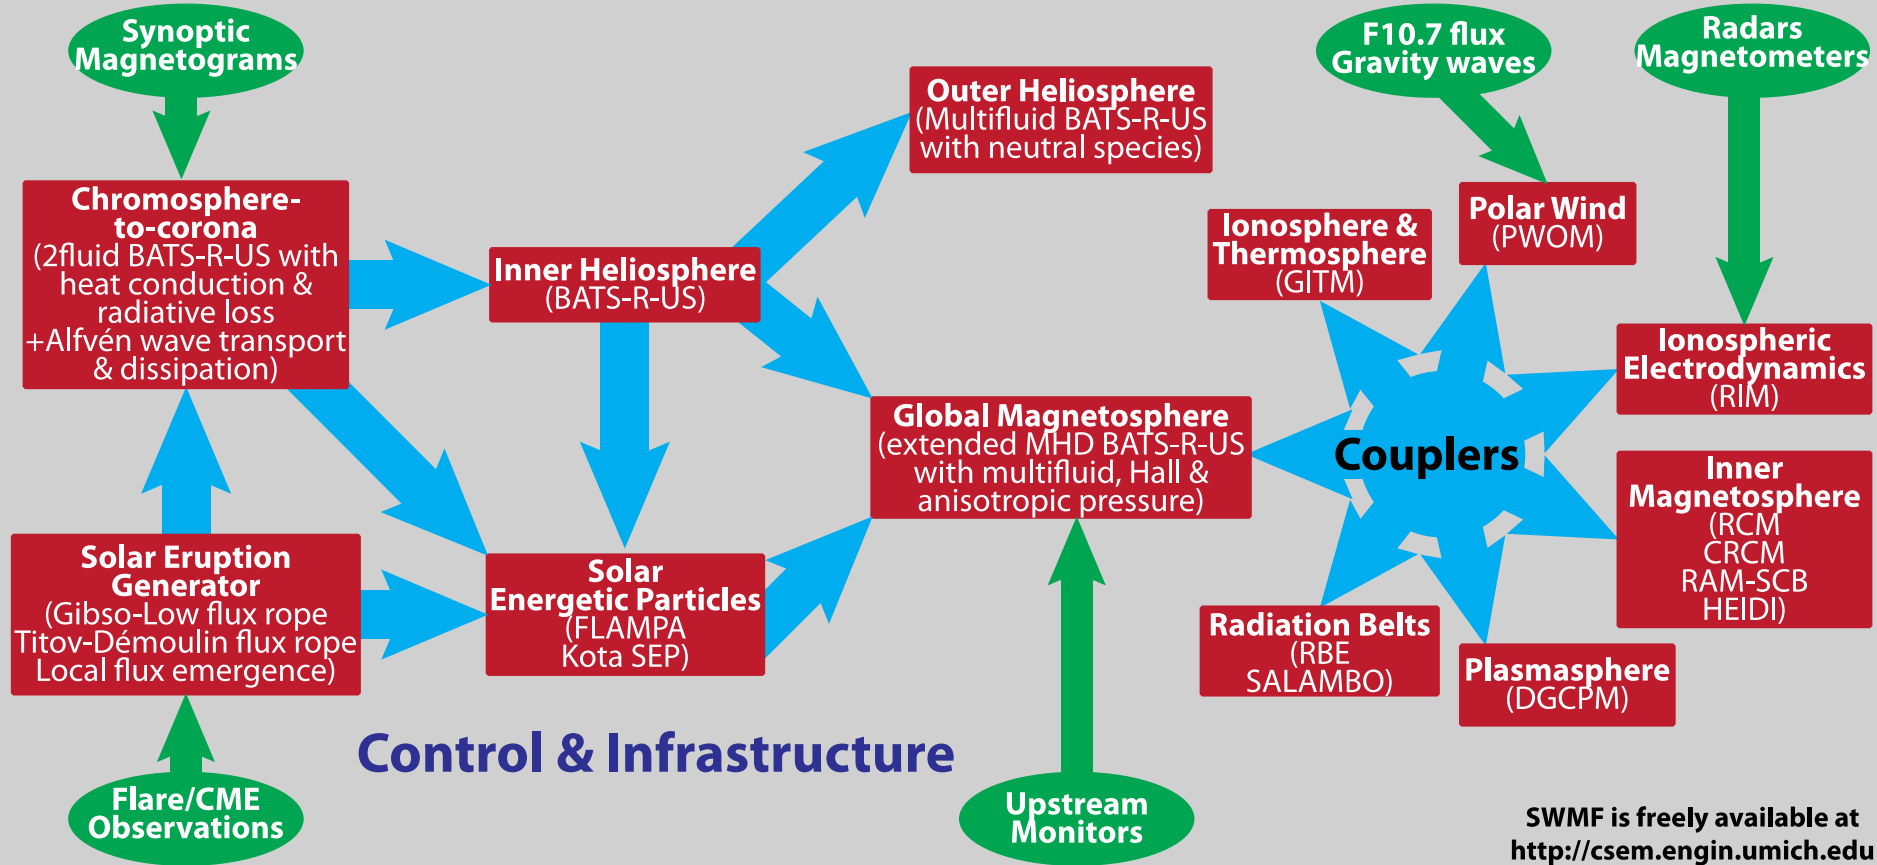 Synoptic
Magnetograms
F10.7 flux
Gravity waves
Radars
Magnetometers
Outer Heliosphere
(Multifluid BATS-R-US
with neutral species)
Chromosphere-
to-corona
(2fluid BATS-R-US with
heat conduction &
radiative loss
+Alfvén wave transport
& dissipation)
Inner Heliosphere
(BATS-R-US)
Ionosphere &
Thermosphere
(GITM)
Polar Wind
(PWOM)
Ionospheric
Electrodynamics
(RIM)
Global Magnetosphere
(extended MHD BATS-R-US
with multifluid, Hall &
anisotropic pressure)
Couplers
Inner
Magnetosphere
(RCM
CRCM
RAM-SCB
HEIDI)
Solar Eruption
Generator
(Gibso-Low flux rope
Titov-Démoulin flux rope
Local flux emergence)
Solar
Energetic Particles
(FLAMPA
Kota SEP)
Radiation Belts
(RBE
SALAMBO)
Plasmasphere
(DGCPM)
Control & Infrastructure
Flare/CME
Observations
Upstream
Monitors
SWMF is freely available at
http://csem.engin.umich.edu